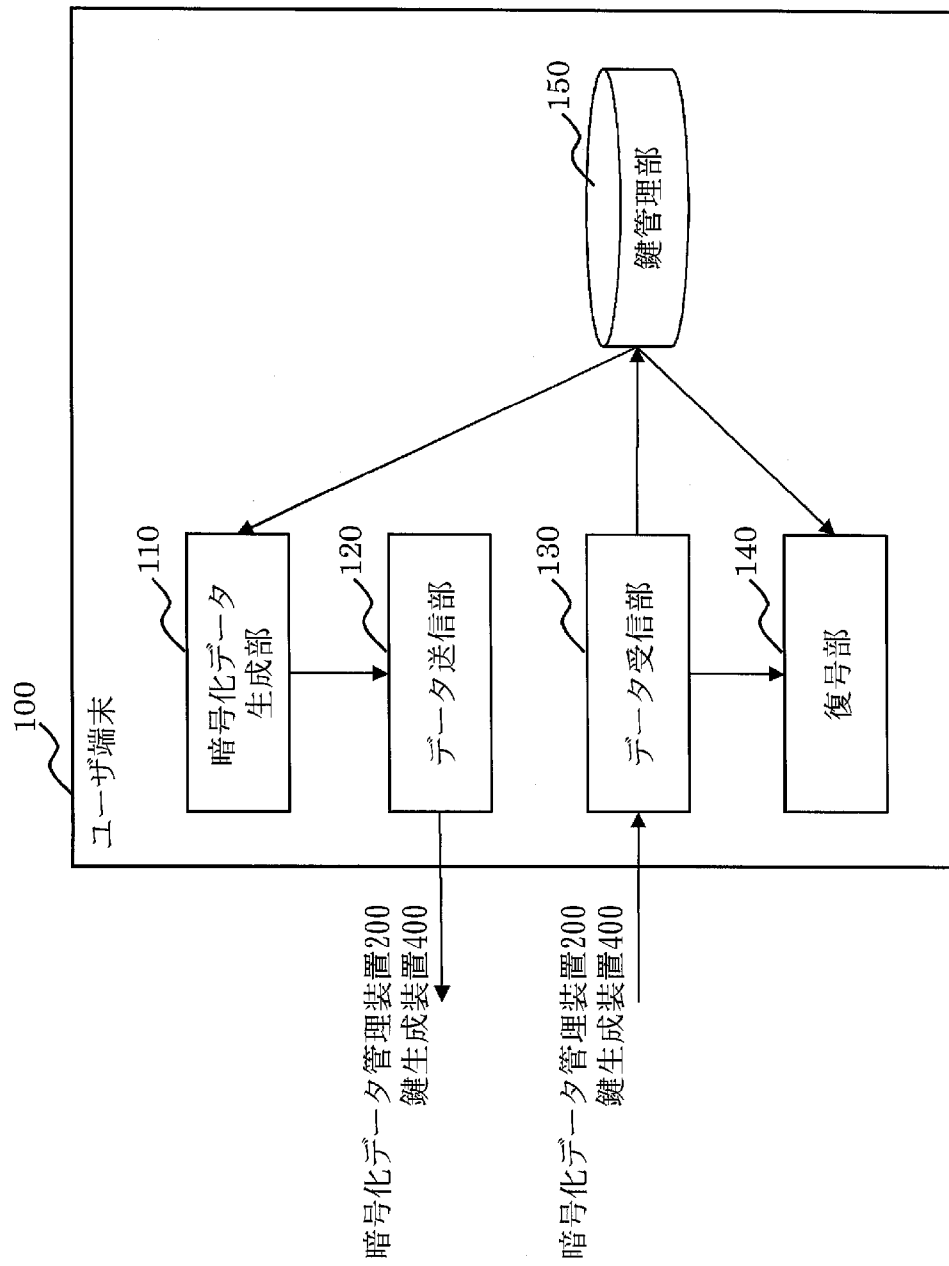 100
ユーザ端末
110
暗号化データ
生成部
120
データ送信部
130
データ受信部
140
復号部
150
鍵管理部
暗号化データ管理装置200
鍵生成装置400
暗号化データ管理装置200
鍵生成装置400